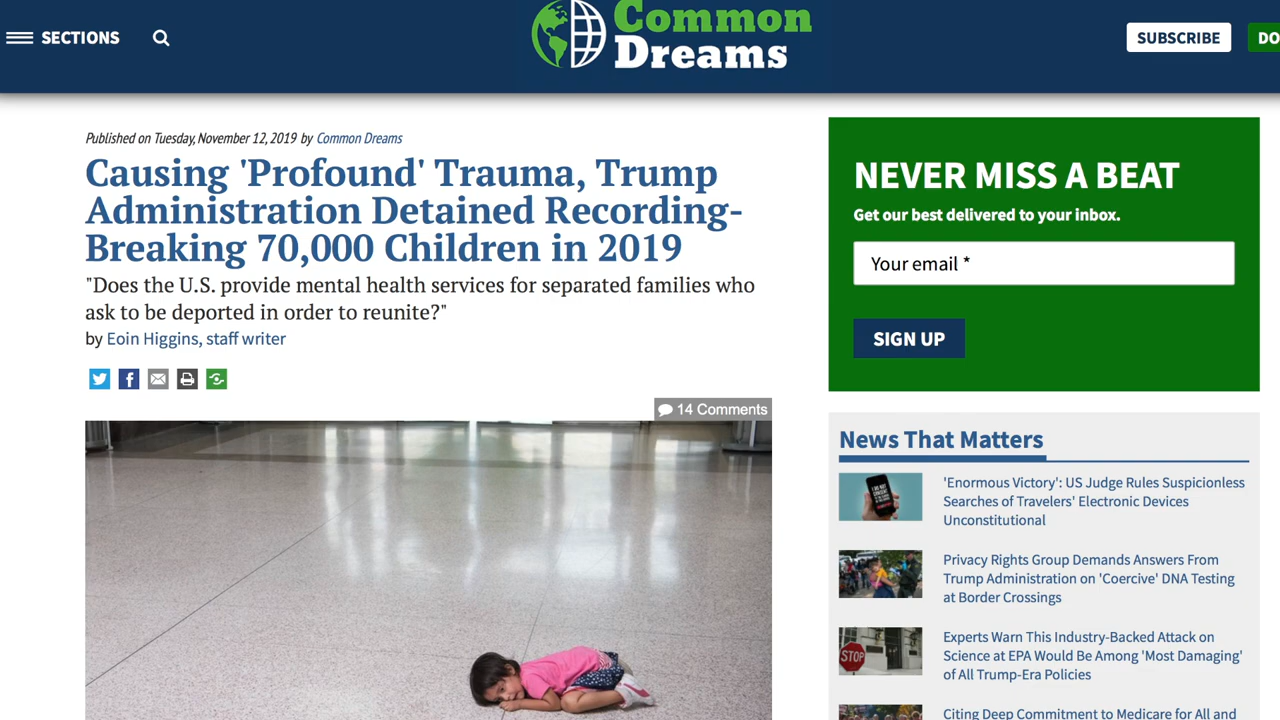 SECTIONS
Common
Dreams
SUBSCRIBE
DO
Published on Tuesday, November 12, 2019 by Common Dreams
Causing 'Profound' Trauma, Trump
Administration Detained Recording-
Breaking 70,000 Children in 2019
"Does the U.S. provide mental health services for separated families who
ask to be deported in order to reunite?"
by Eoin Higgins, staff writer
14 Comments
NEVER MISS A BEAT
Get our best delivered to your inbox.
Your email *
SIGN UP
News That Matters
'Enormous Victory': US Judge Rules Suspicionless
Searches of Travelers' Electronic Devices
Unconstitutional
Privacy Rights Group Demands Answers From
Trump Administration on 'Coercive' DNA Testing
at Border Crossings
STOP
Experts Warn This Industry-Backed Attack on
Science at EPA Would Be Among 'Most Damaging'
of All Trump-Era Policies
Citing Deep Commitment to Medicare for All and